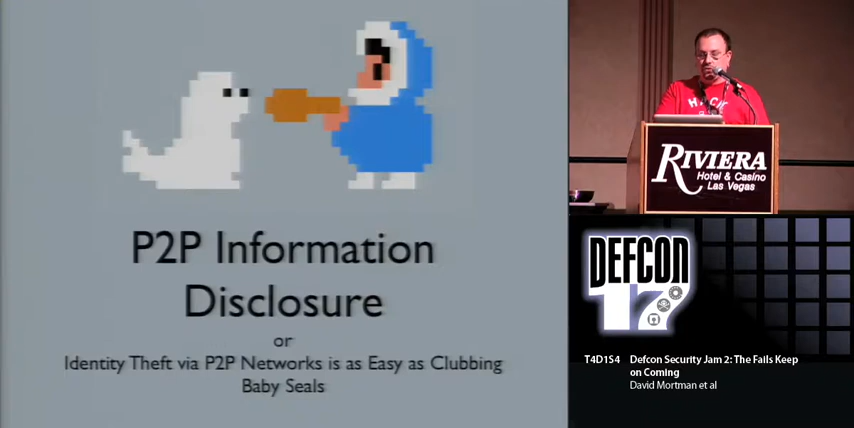 P2P Information
Disclosure
or
Identity Theft via P2P Networks is as Easy as Clubbing
Baby Seals
RIVIERA
Hotel & Casino
Las Vegas
DEFCON
17
T4D1S4 Defcon Security Jam 2: The Fails Keep
on Coming
David Mortman et al